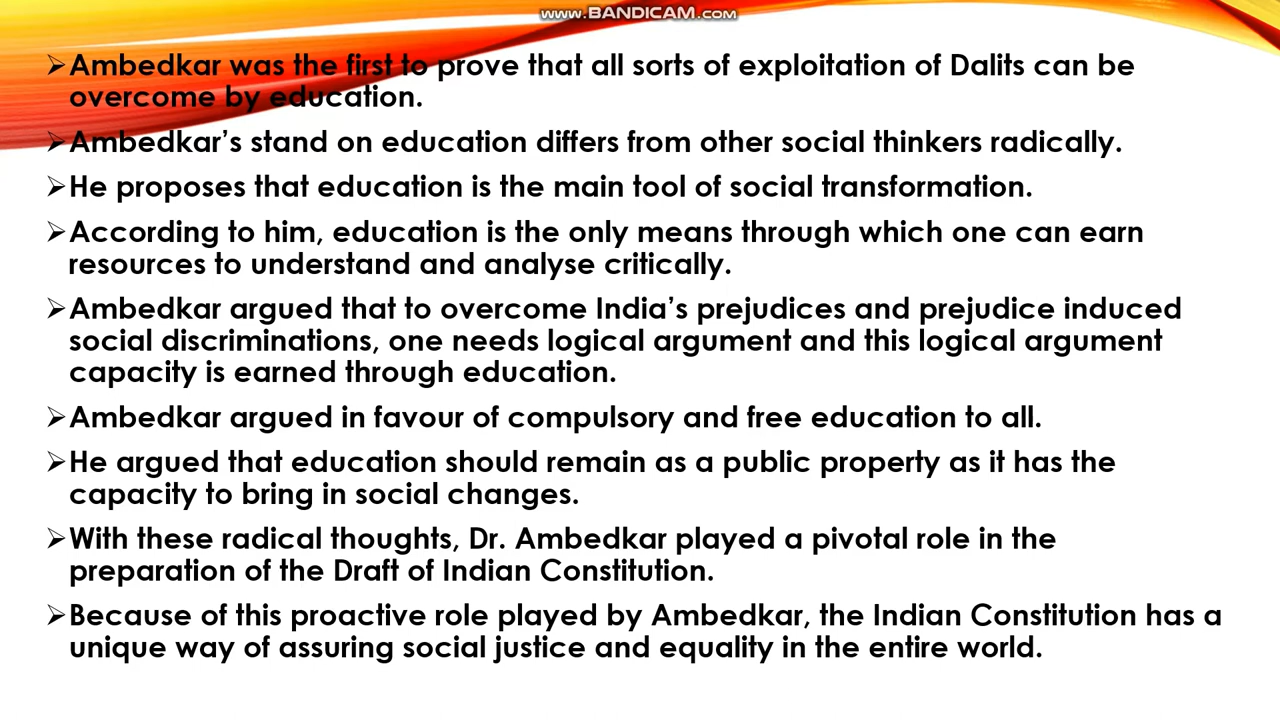 www.BANDICAM.com
➢Ambedkar was the first to prove that all sorts of exploitation of Dalits can be
overcome by education.
➢Ambedkar’s stand on education differs from other social thinkers radically.
➢He proposes that education is the main tool of social transformation.
➢According to him, education is the only means through which one can earn
resources to understand and analyse critically.
➢Ambedkar argued that to overcome India’s prejudices and prejudice induced
social discriminations, one needs logical argument and this logical argument
capacity is earned through education.
➢Ambedkar argued in favour of compulsory and free education to all.
➢He argued that education should remain as a public property as it has the
capacity to bring in social changes.
➢With these radical thoughts, Dr. Ambedkar played a pivotal role in the
preparation of the Draft of Indian Constitution.
➢Because of this proactive role played by Ambedkar, the Indian Constitution has a
unique way of assuring social justice and equality in the entire world.